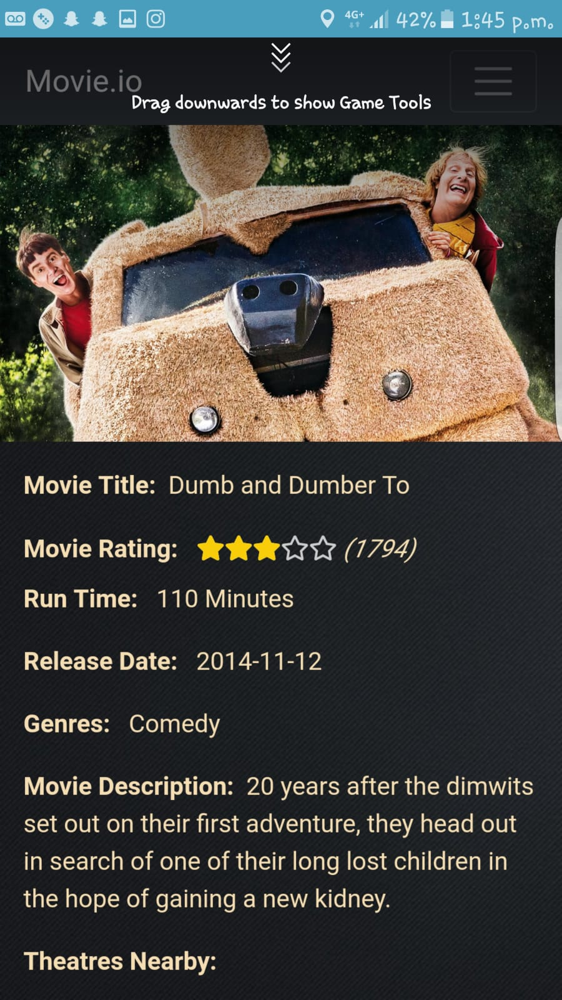 4G+ 42% 1:45 p.m.
Movie.io
Drag downwards to show Game Tools
Movie Title: Dumb and Dumber To
Movie Rating: (1794)
Run Time: 110 Minutes
Release Date: 2014-11-12
Genres: Comedy
Movie Description: 20 years after the dimwits
set out on their first adventure, they head out
in search of one of their long lost children in
the hope of gaining a new kidney.
Theatres Nearby: